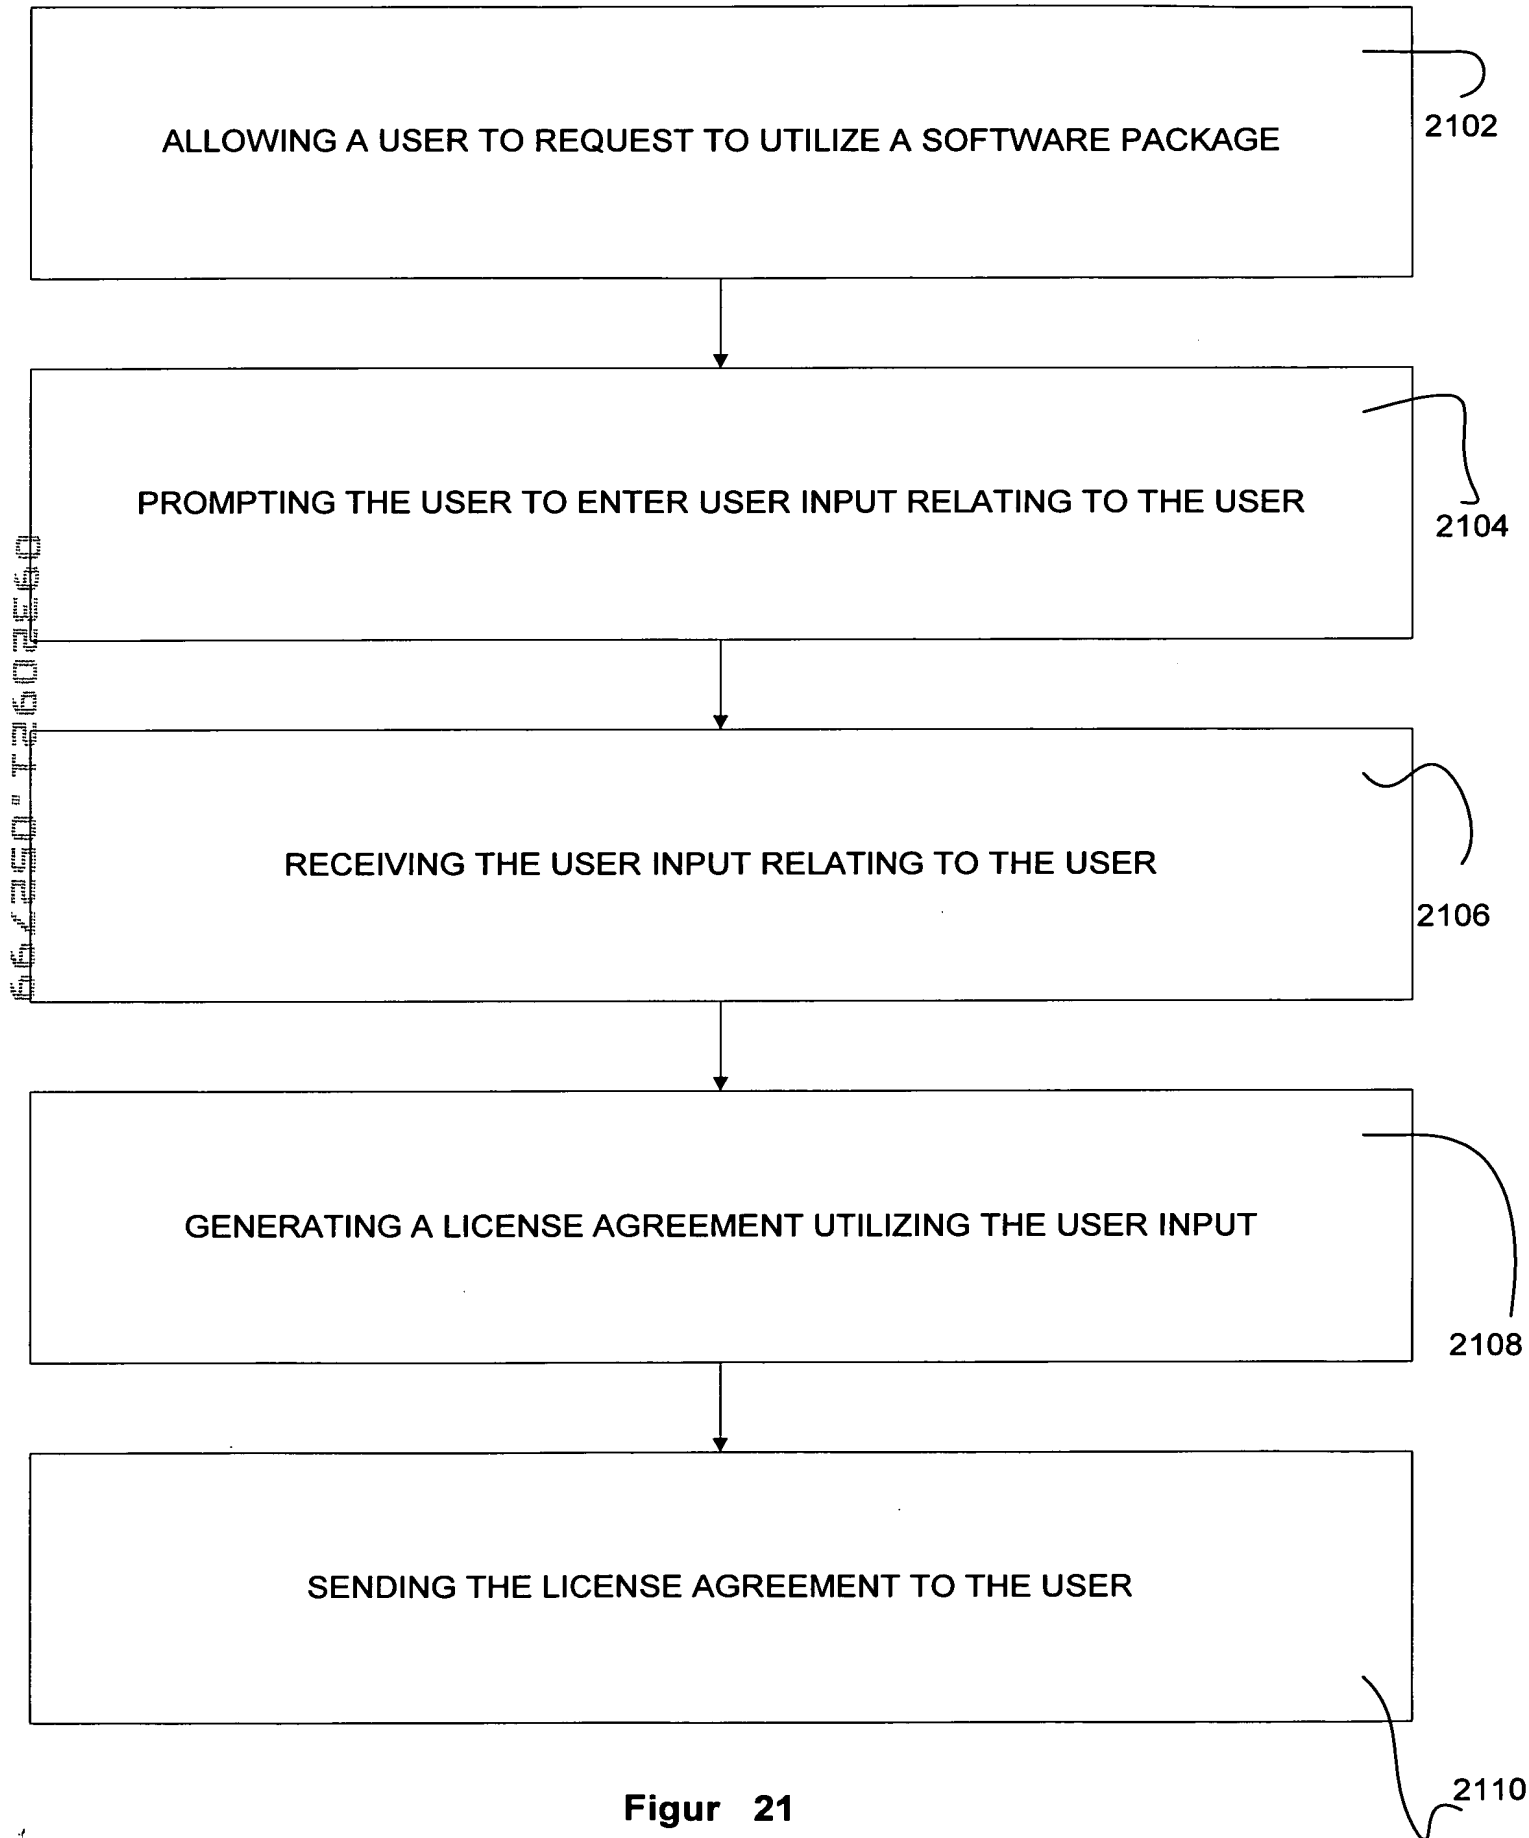 ALLOWING A USER TO REQUEST TO UTILIZE A SOFTWARE PACKAGE
2102
PROMPTING THE USER TO ENTER USER INPUT RELATING TO THE USER
2104
RECEIVING THE USER INPUT RELATING TO THE USER
2106
GENERATING A LICENSE AGREEMENT UTILIZING THE USER INPUT
2108
SENDING THE LICENSE AGREEMENT TO THE USER
2110
Figur 21
09320921.052799